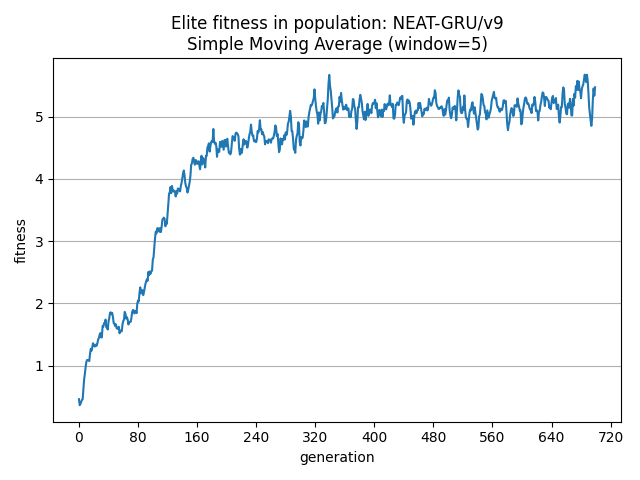 Elite fitness in population: NEAT-GRU/v9
Simple Moving Average (window=5)
fitness
5
4
3
2
1
0 80 160 240 320 400 480 560 640 720
generation